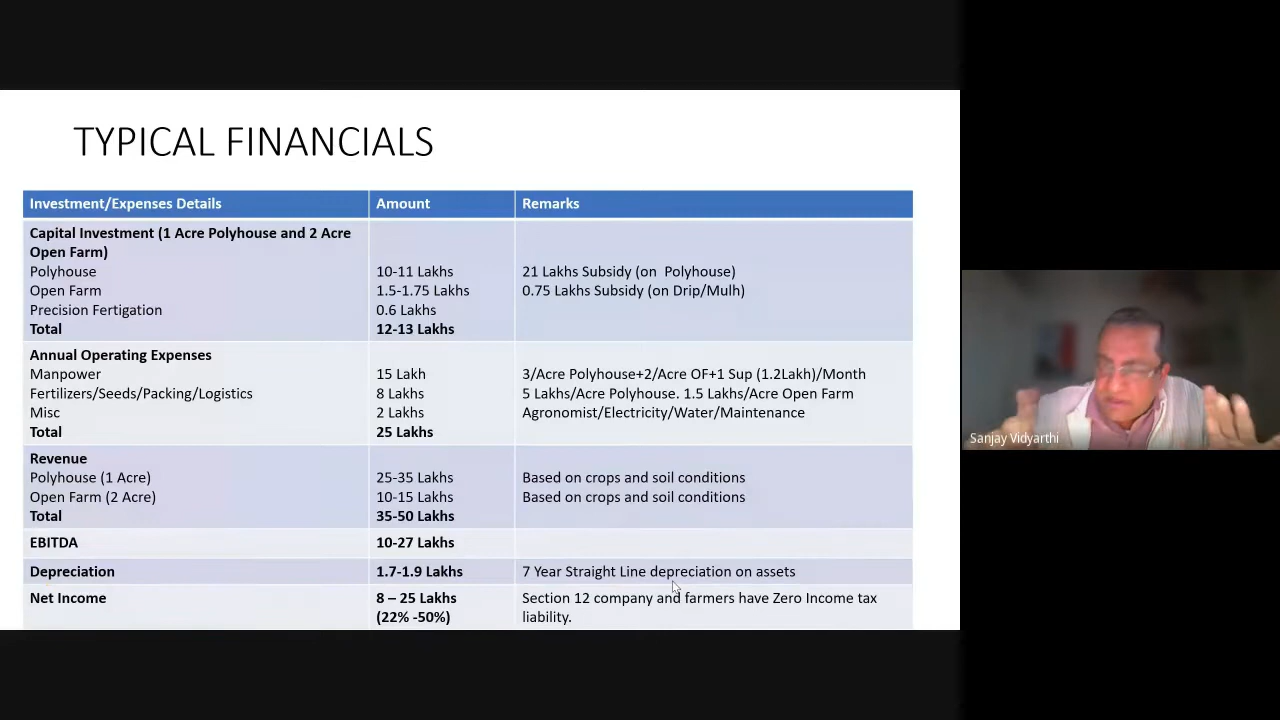 TYPICAL FINANCIALS
Investment/Expenses Details Amount Remarks
Capital Investment (1 Acre Polyhouse and 2 Acre
Open Farm)
Polyhouse 10-11 Lakhs 21 Lakhs Subsidy (on Polyhouse)
Open Farm 1.5-1.75 Lakhs 0.75 Lakhs Subsidy (on Drip/Mulh)
Precision Fertigation 0.6 Lakhs
Total 12-13 Lakhs
Annual Operating Expenses
Manpower 15 Lakh 3/Acre Polyhouse+2/Acre OF+1 Sup (1.2Lakh)/Month
Fertilizers/Seeds/Packing/Logistics 8 Lakhs 5 Lakhs/Acre Polyhouse. 1.5 Lakhs/Acre Open Farm
Misc 2 Lakhs Agronomist/Electricity/Water/Maintenance
Total 25 Lakhs
Revenue
Polyhouse (1 Acre) 25-35 Lakhs Based on crops and soil conditions
Open Farm (2 Acre) 10-15 Lakhs Based on crops and soil conditions
Total 35-50 Lakhs
EBITDA 10-27 Lakhs
Depreciation 1.7-1.9 Lakhs 7 Year Straight Line depreciation on assets
Net Income 8 – 25 Lakhs Section 12 company and farmers have Zero Income tax
(22% -50%) liability.
Sanjay Vidyarthi